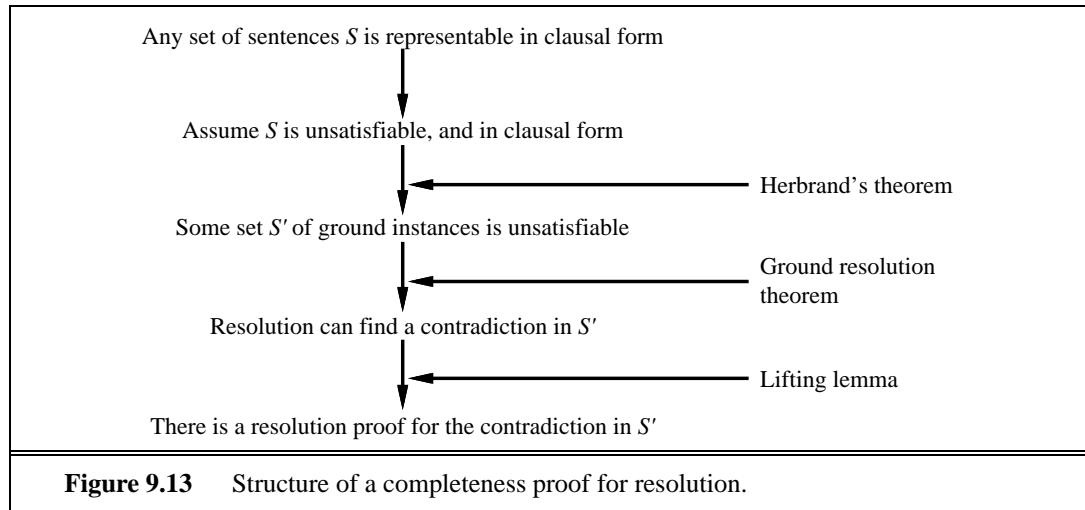 Any set of sentences S is representable in clausal form
Assume S is unsatisfiable, and in clausal form
Herbrand’s theorem
Some set S′ of ground instances is unsatisfiable
Ground resolution
theorem
Resolution can find a contradiction in S′
Lifting lemma
There is a resolution proof for the contradiction in S′
Figure 9.13 Structure of a completeness proof for resolution.